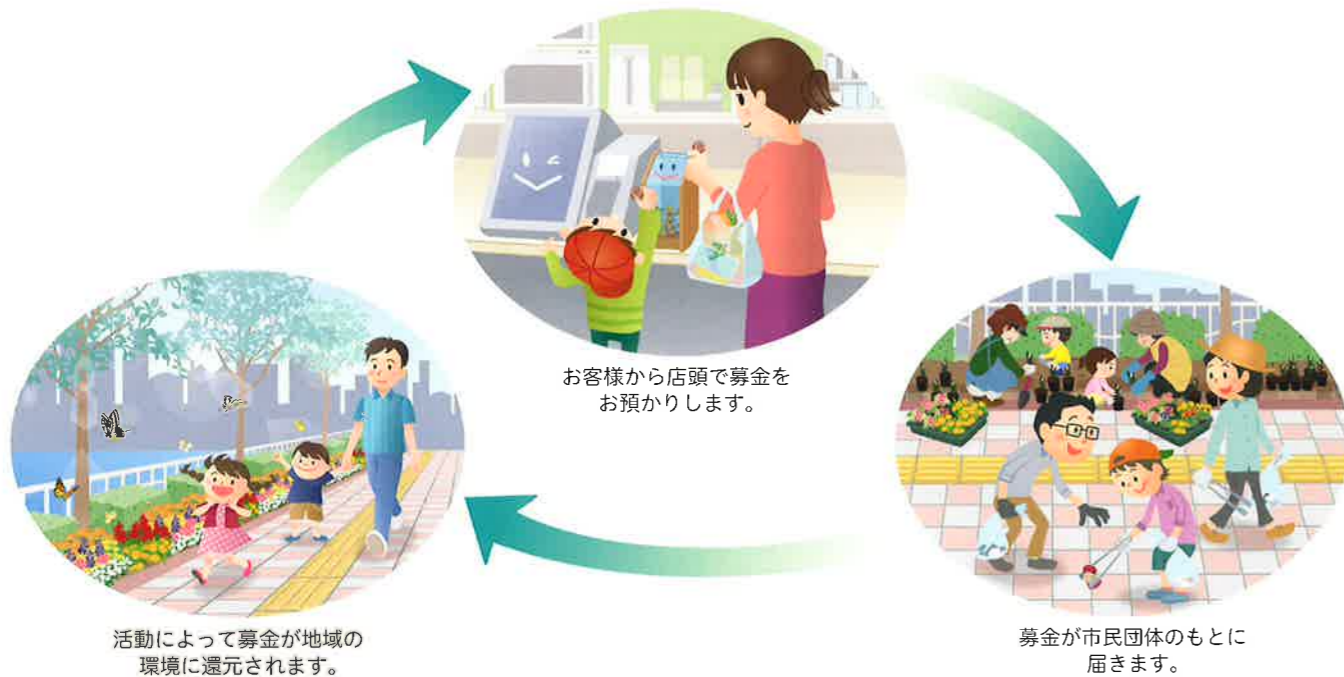 お客様から店頭で募金を
お預かりします。
募金が市民団体のもとに
届きます。
活動によって募金が地域の
環境に還元されます。